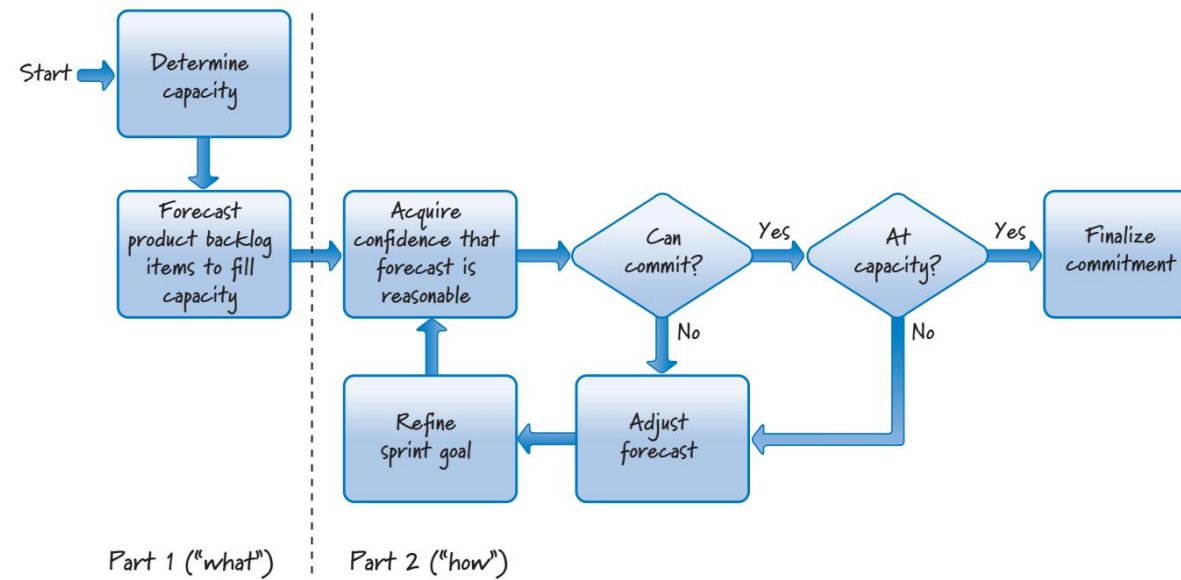 Start
Determine
capacity
Forecast
product backlog
items to fill
capacity
Acquire
confidence that
forecast is
reasonable
Can
commit?
Yes
At
capacity?
Yes
Finalize
commitment
No
No
Refine
sprint goal
Adjust
forecast
Part 1 ("what")
Part 2 ("how")